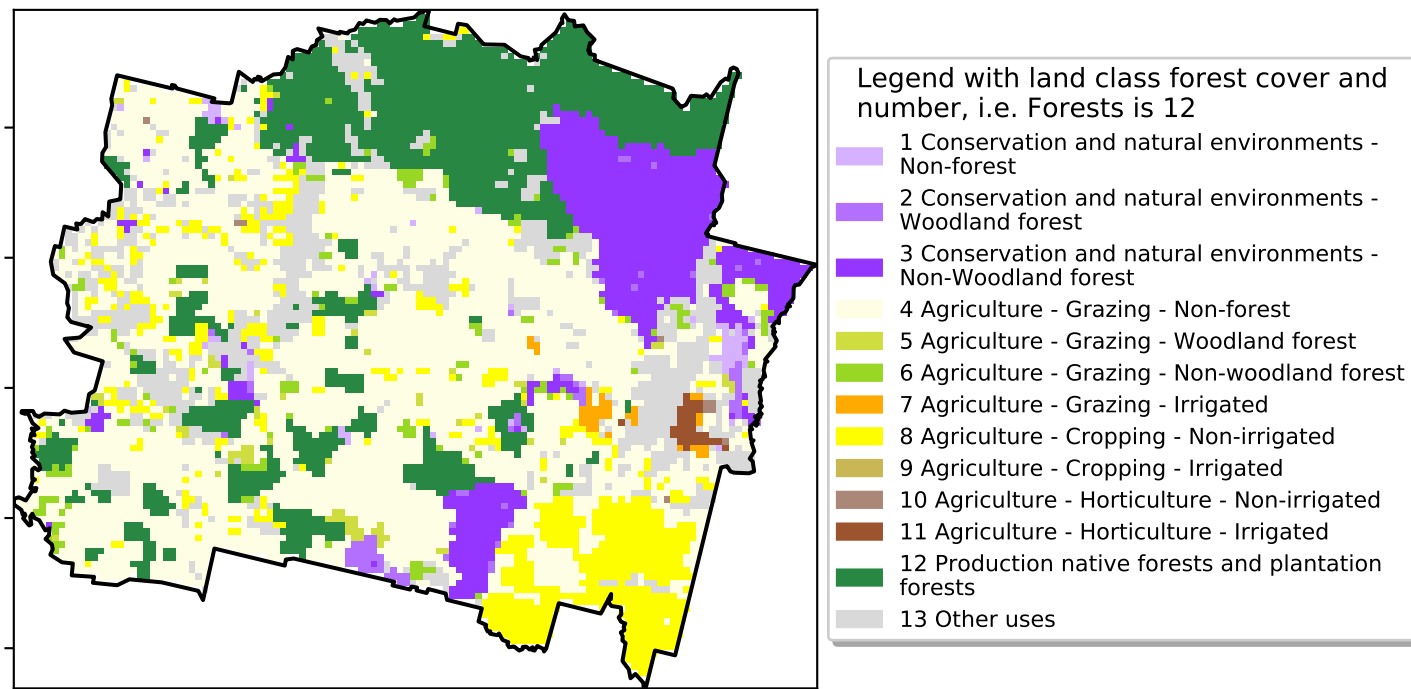 Legend with land class forest cover and
number, i.e. Forests is 12
1 Conservation and natural environments -
Non-forest
2 Conservation and natural environments -
Woodland forest
3 Conservation and natural environments -
Non-Woodland forest
4 Agriculture - Grazing - Non-forest
5 Agriculture - Grazing - Woodland forest
6 Agriculture - Grazing - Non-woodland forest
7 Agriculture - Grazing - Irrigated
8 Agriculture - Cropping - Non-irrigated
9 Agriculture - Cropping - Irrigated
10 Agriculture - Horticulture - Non-irrigated
11 Agriculture - Horticulture - Irrigated
12 Production native forests and plantation
forests
13 Other uses